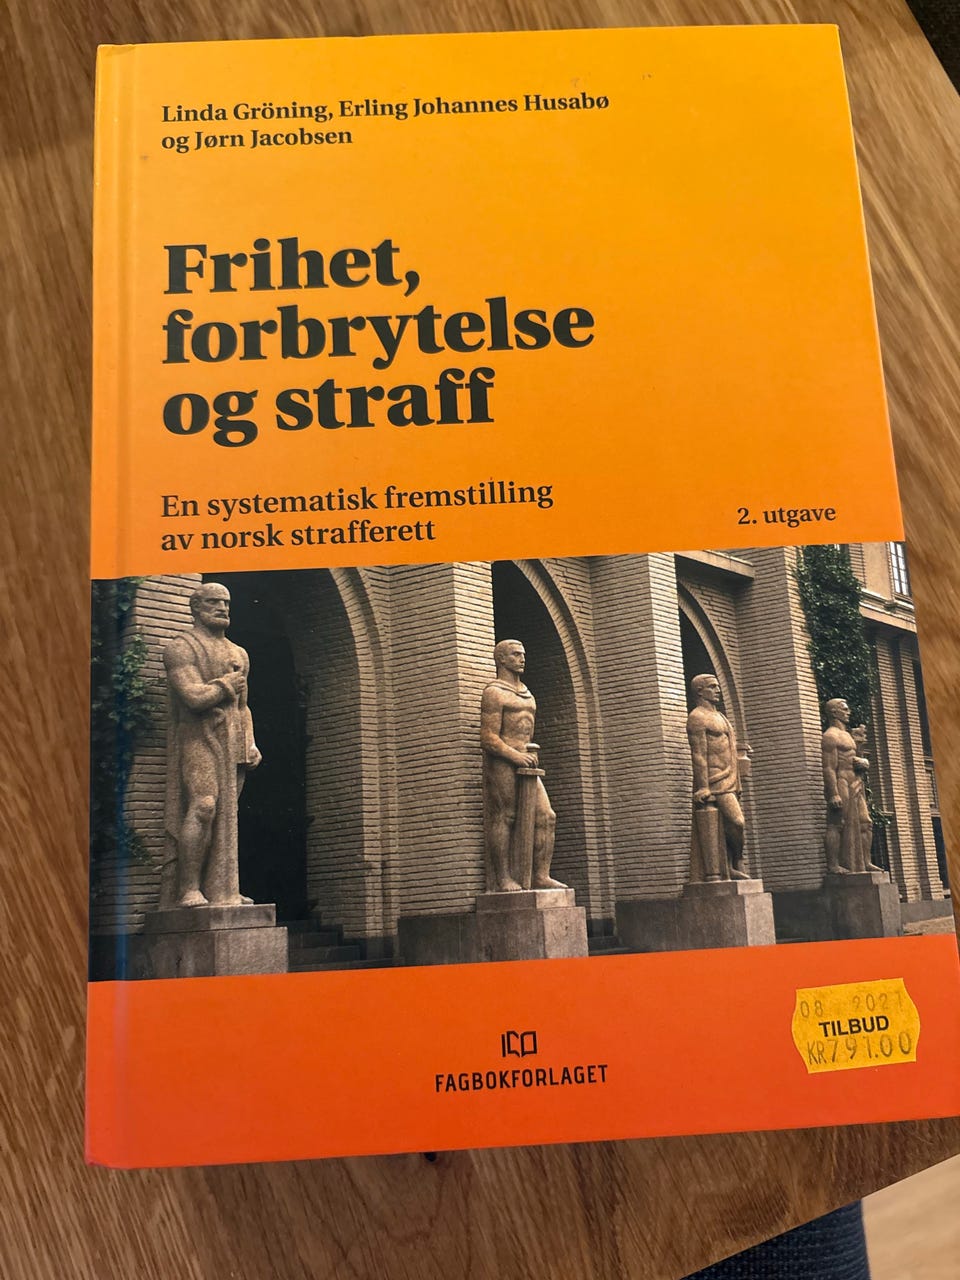 Linda Gröning, Erling Johannes Husabø
og Jørn Jacobsen
Frihet,
forbrytelse
og straff
En systematisk fremstilling
av norsk strafferett
2. utgave
FAGBOKFORLAGET
08 2021
TILBUD
KR791.00